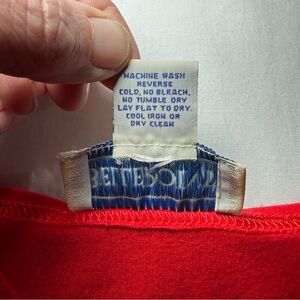 MACHINE WASH
REVERSE
COLD, NO BLEACH,
NO TUMBLE DRY
LAY FLAT TO DRY.
COOL IRON OR
DRY CLEAN